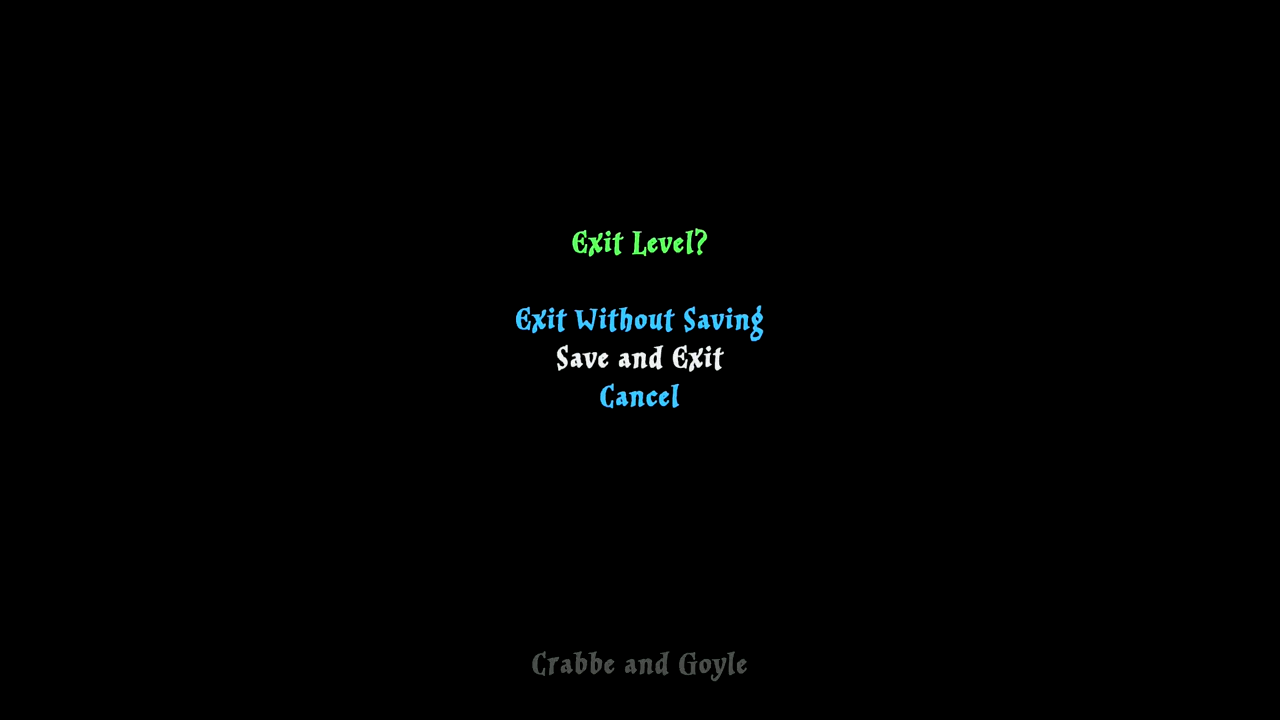 Exit Level?
Exit Without Saving
Save and Exit
Cancel
Crabbe and Goyle